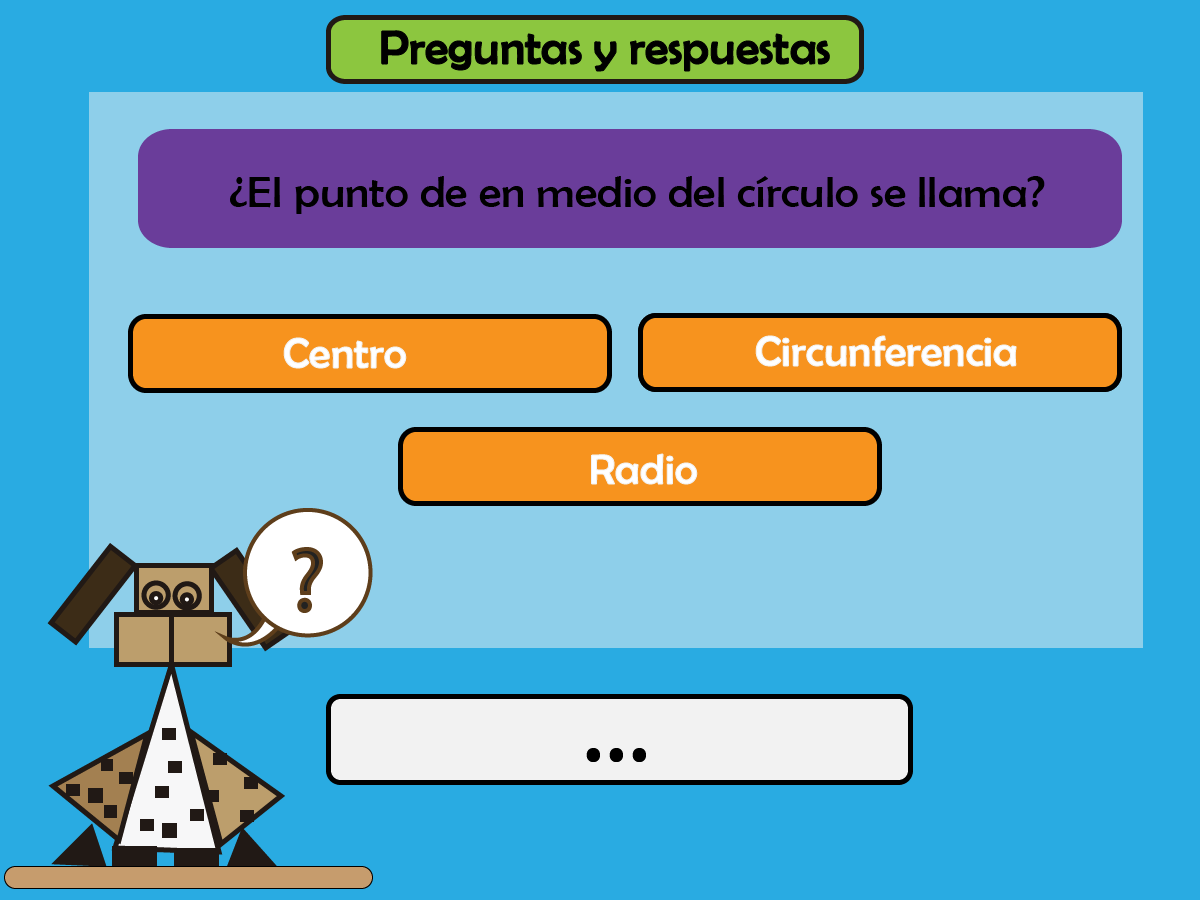 Preguntas y respuestas
¿El punto de en medio del círculo se llama?
Centro
Circunferencia
Radio
?
...